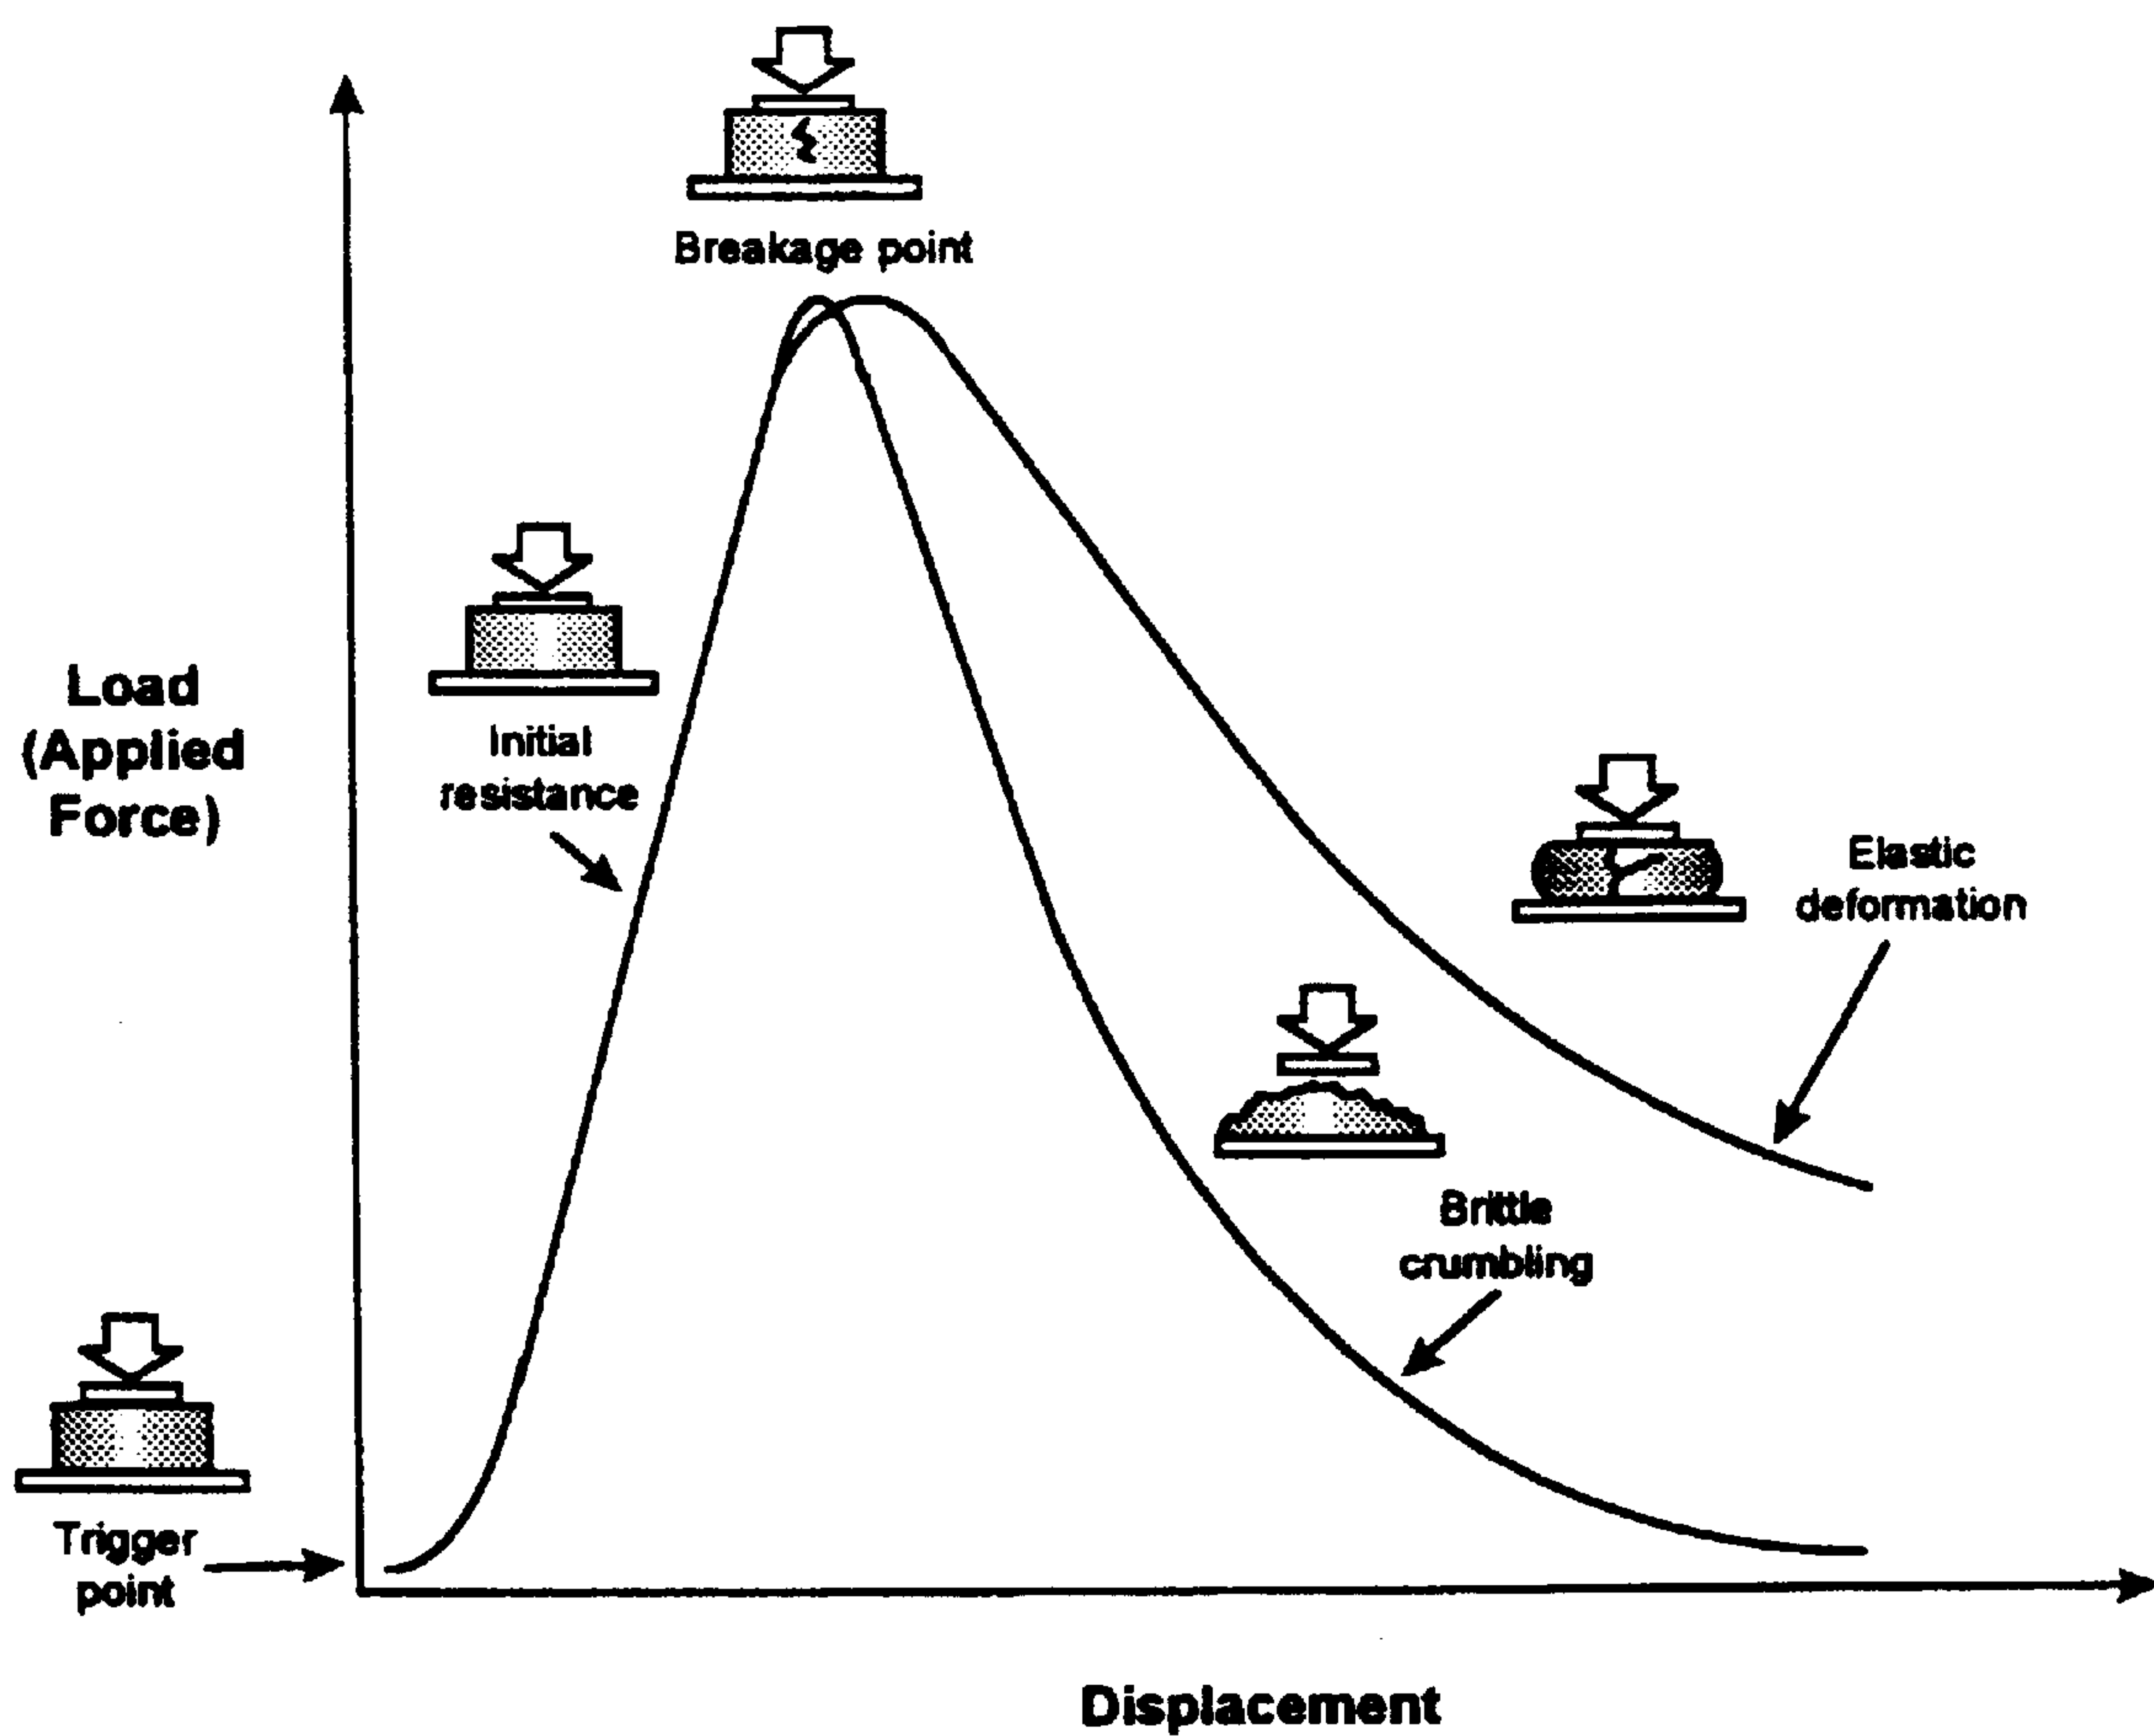 Breakage point
Initial
resistance
Load
(Applied
Force)
Elastic
deformation
Brittle
crumbling
Trigger
point
Displacement